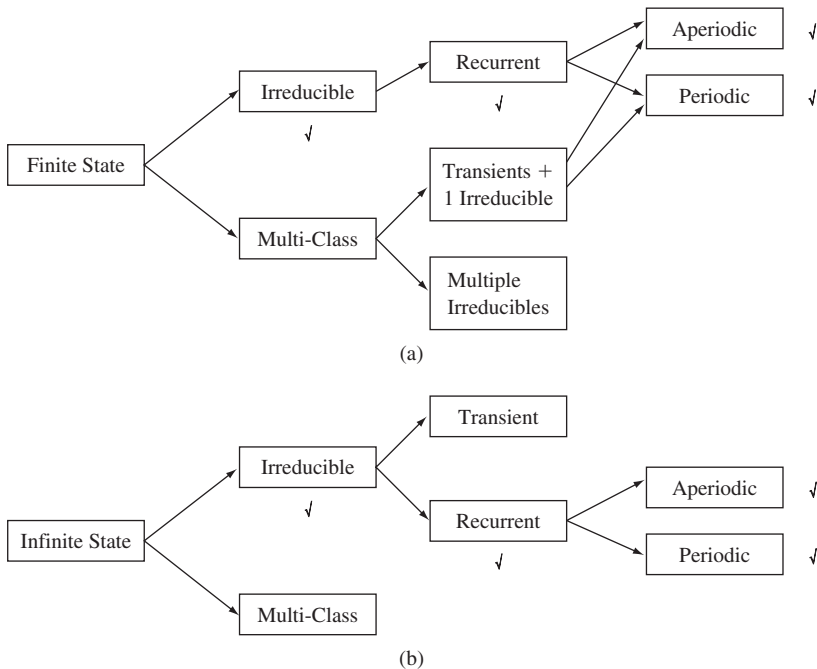 Aperiodic √
Recurrent
Irreducible
√
Periodic √
√
Finite State
Transients +
1 Irreducible
Multi-Class
Multiple
Irreducibles
(a)
Transient
Irreducible
√
Aperiodic √
Recurrent
√
Infinite State
Periodic √
Multi-Class
(b)